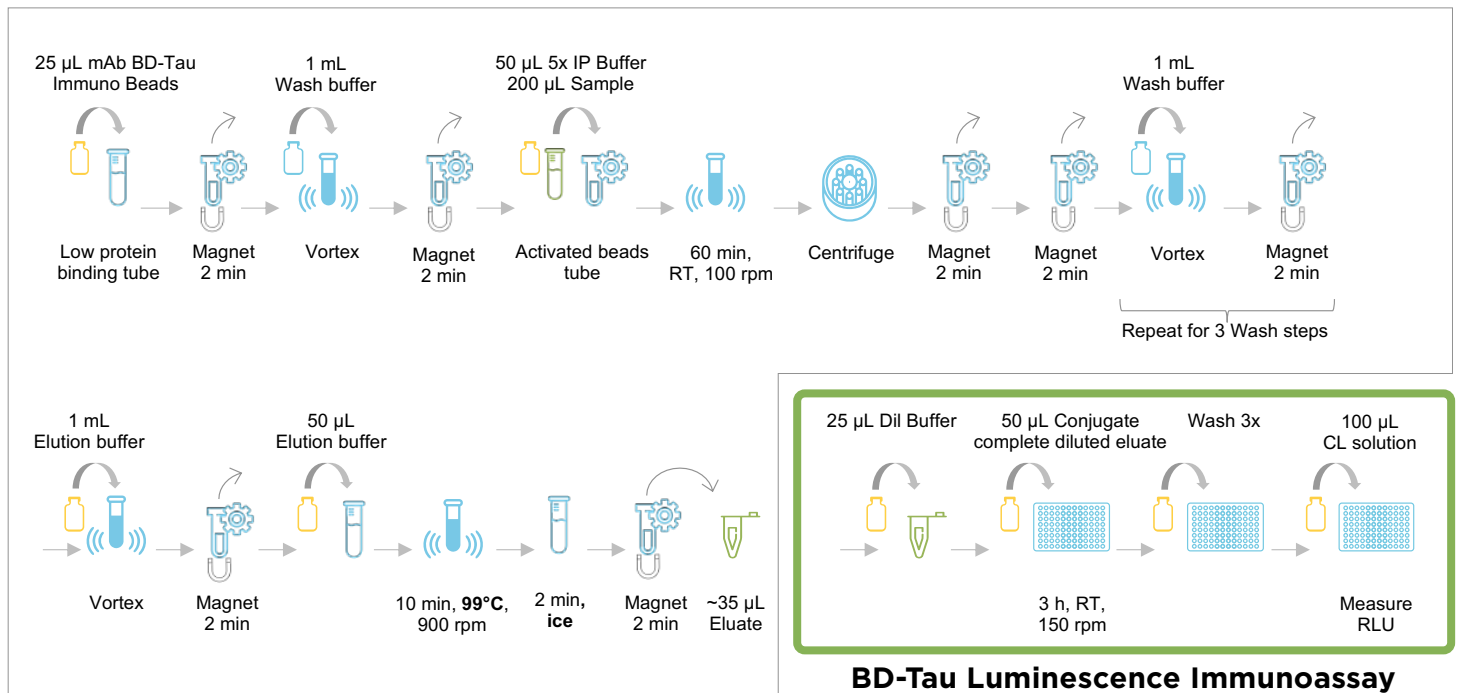 25 µL mAb BD-Tau
Immuno Beads
1 mL
Wash buffer
50 µL 5x IP Buffer
200 µL Sample
1 mL
Wash buffer
Low protein
binding tube
Magnet
2 min
Vortex
Magnet
2 min
Activated beads
tube
60 min,
RT, 100 rpm
Centrifuge
Magnet
2 min
Magnet
2 min
Vortex
Magnet
2 min
Repeat for 3 Wash steps
1 mL
Elution buffer
50 µL
Elution buffer
Vortex
Magnet
2 min
10 min, 99°C,
900 rpm
2 min,
ice
Magnet
2 min
~35 µL
Eluate
25 µL Dil Buffer
50 µL Conjugate
complete diluted eluate
Wash 3x
100 µL
CL solution
3 h, RT,
150 rpm
Measure
RLU
BD-Tau Luminescence Immunoassay